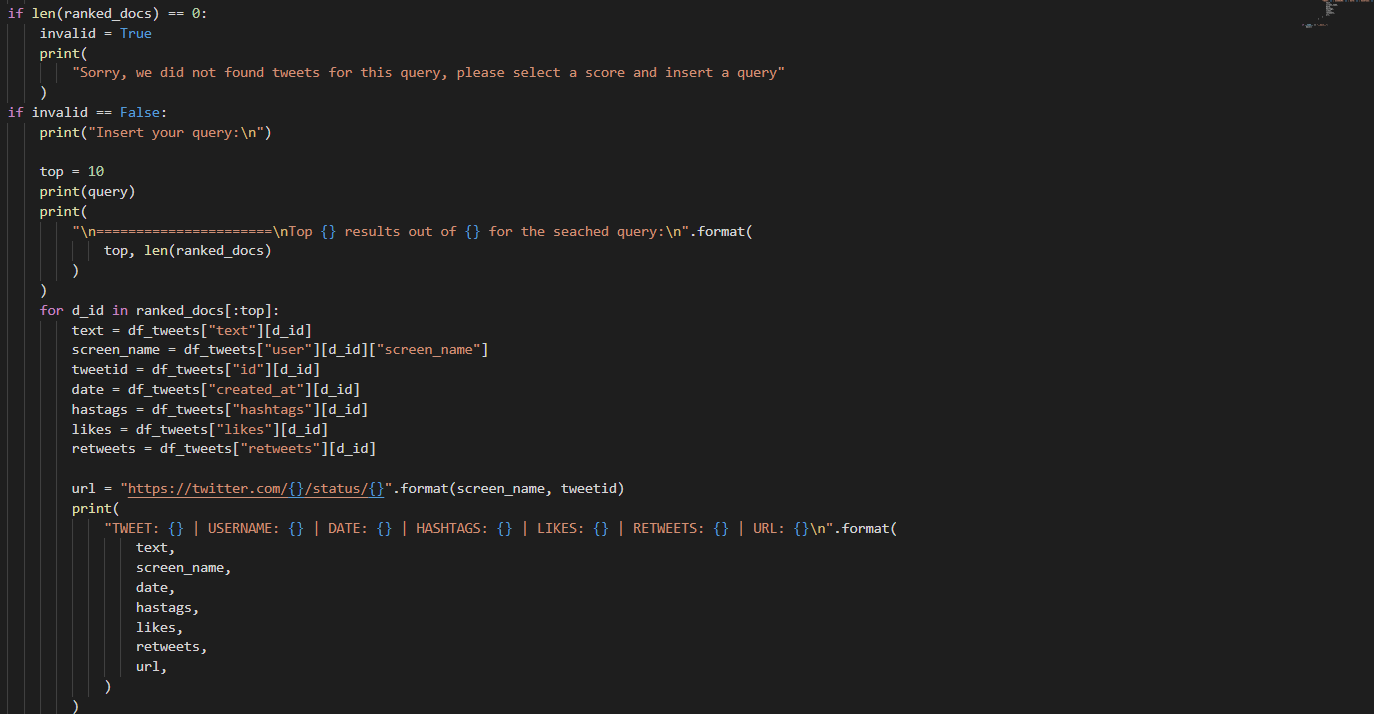 if len(ranked_docs) == 0:
    invalid = True
    print(
        "Sorry, we did not found tweets for this query, please select a score and insert a query"
    )
if invalid == False:
    print("Insert your query:\n")

    top = 10
    print(query)
    print(
        "\n======================\nTop {} results out of {} for the seached query:\n".format(
            top, len(ranked_docs)
        )
    )
    for d_id in ranked_docs[:top]:
        text = df_tweets["text"][d_id]
        screen_name = df_tweets["user"][d_id]["screen_name"]
        tweetid = df_tweets["id"][d_id]
        date = df_tweets["created_at"][d_id]
        hastags = df_tweets["hashtags"][d_id]
        likes = df_tweets["likes"][d_id]
        retweets = df_tweets["retweets"][d_id]

        url = "https://twitter.com/{}/status/{}".format(screen_name, tweetid)
        print(
            "TWEET: {} | USERNAME: {} | DATE: {} | HASHTAGS: {} | LIKES: {} | RETWEETS: {} | URL: {}\n".format(
                text,
                screen_name,
                date,
                hastags,
                likes,
                retweets,
                url,
            )
        )